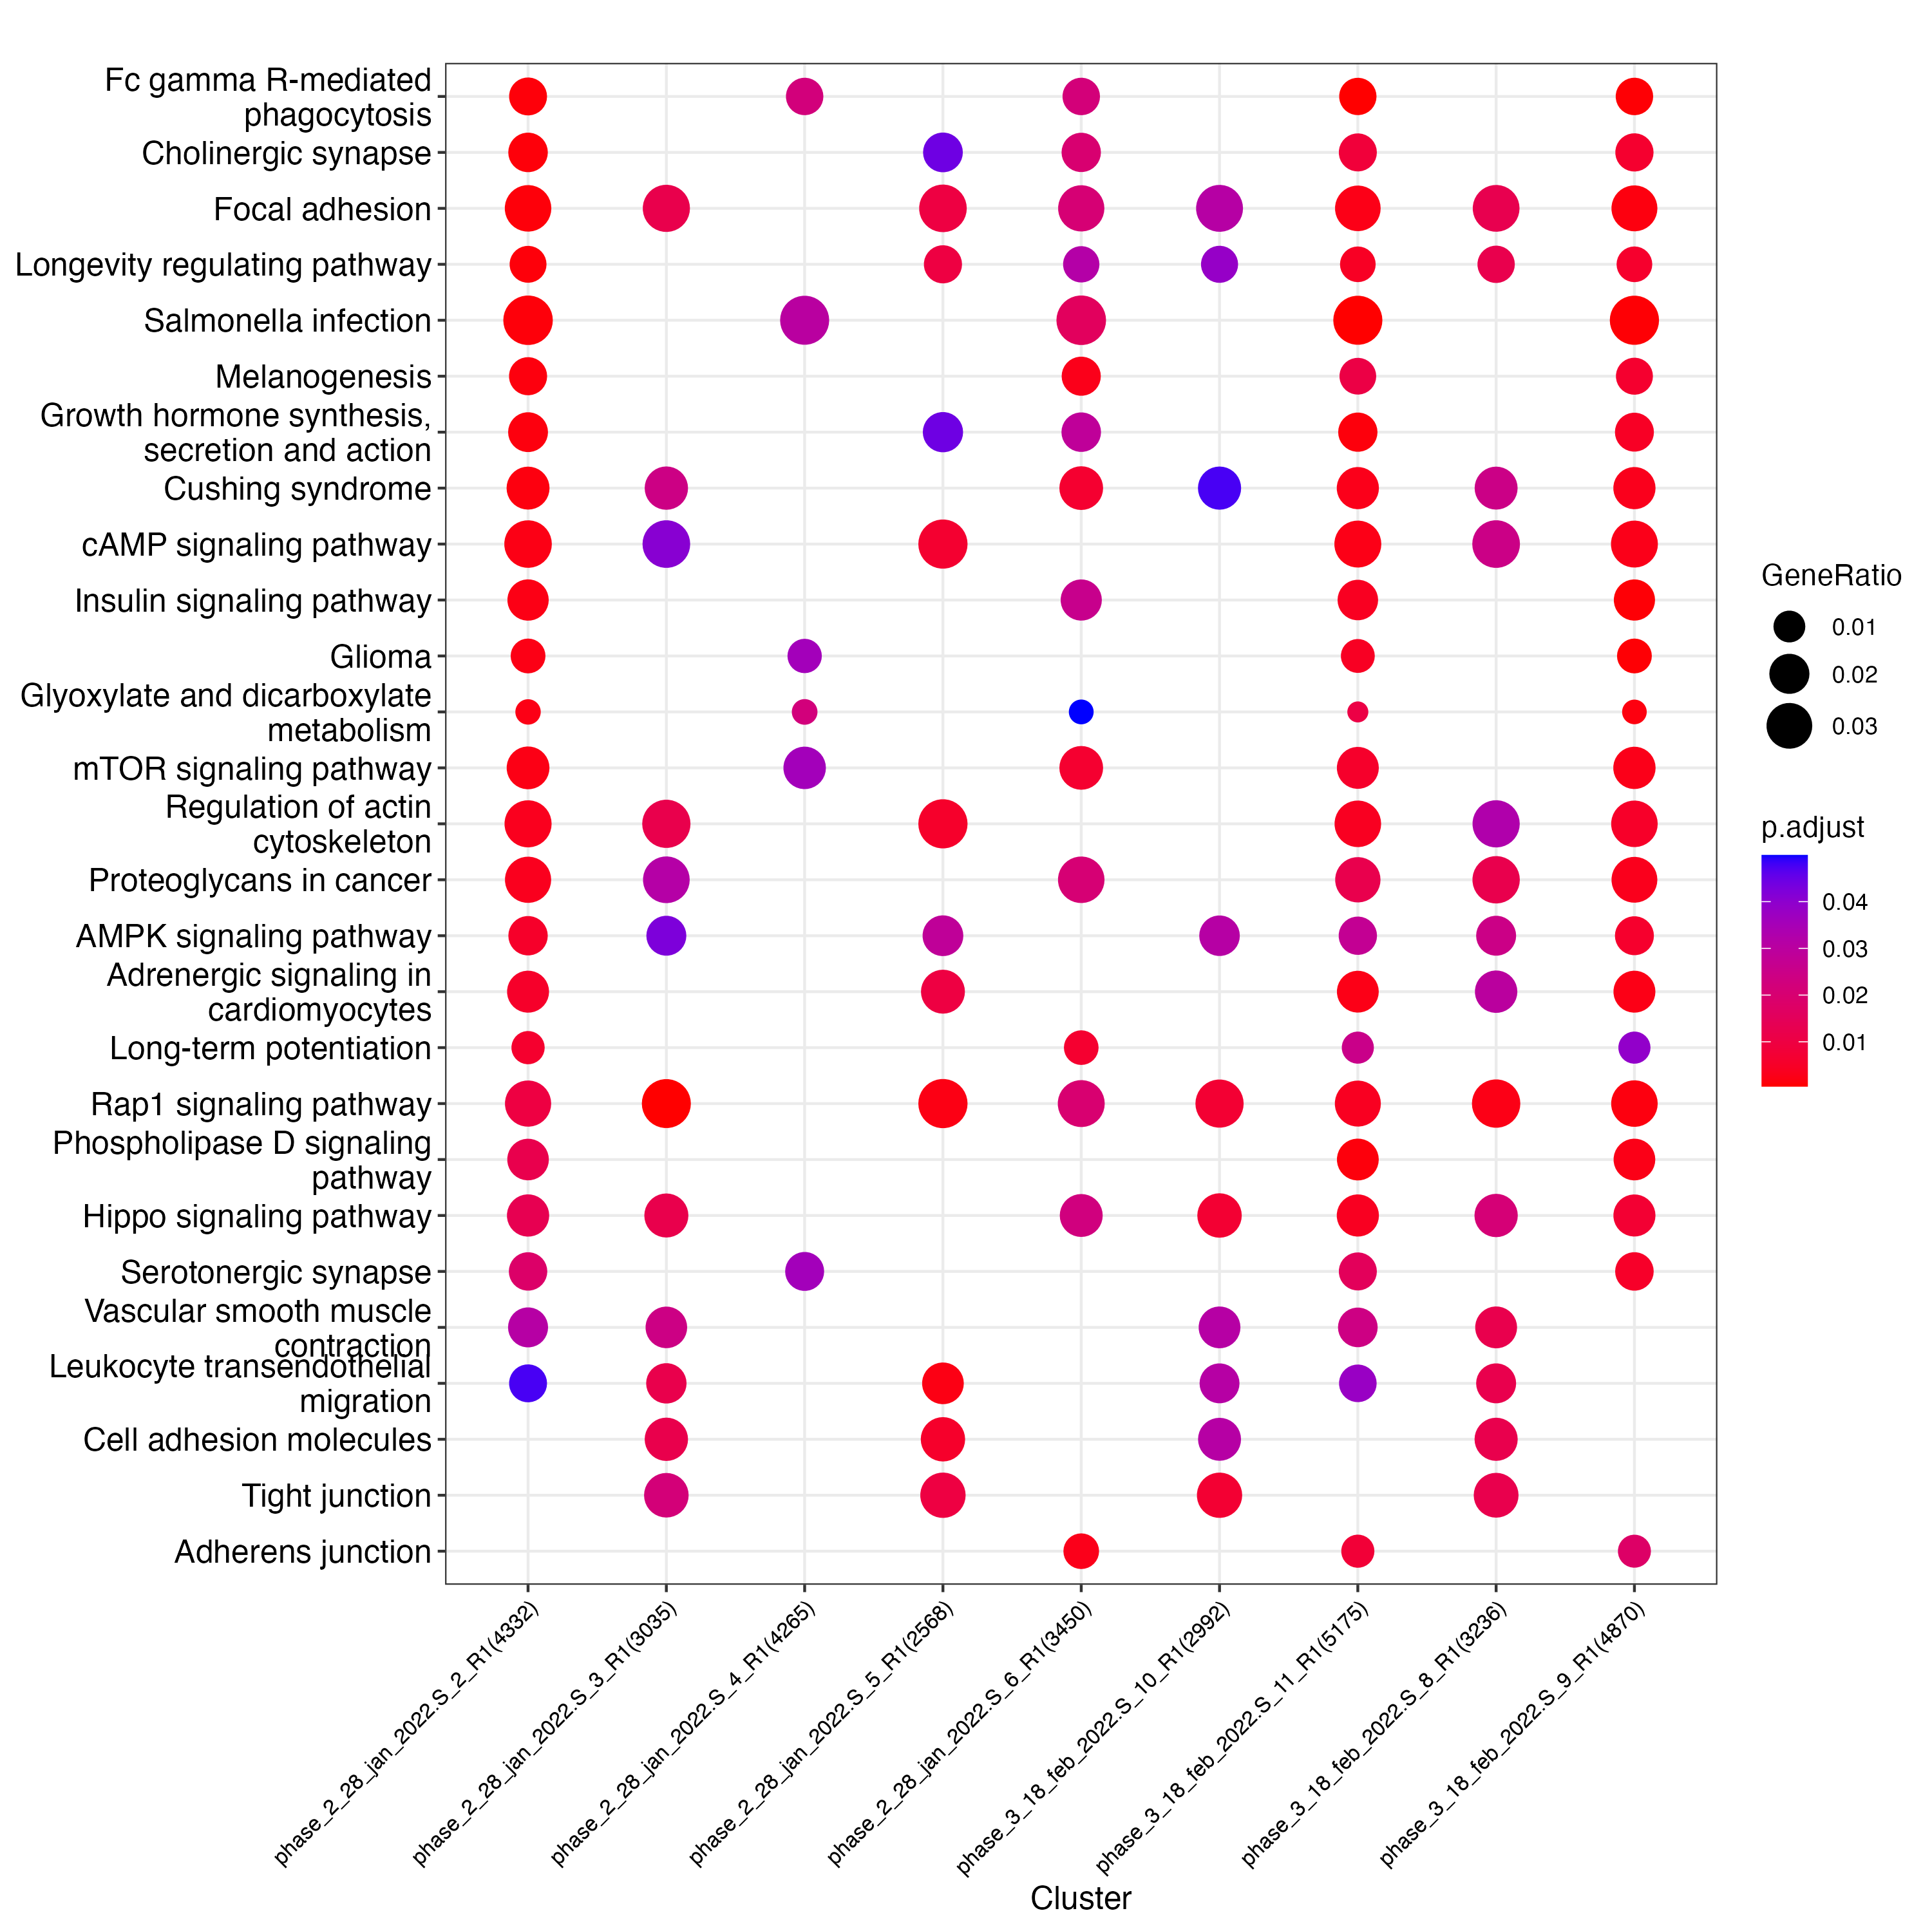 Fc gamma R-mediated
phagocytosis
Cholinergic synapse
Focal adhesion
Longevity regulating pathway
Salmonella infection
Melanogenesis
Growth hormone synthesis,
secretion and action
Cushing syndrome
cAMP signaling pathway
Insulin signaling pathway
Glioma
Glyoxylate and dicarboxylate
metabolism
mTOR signaling pathway
Regulation of actin
cytoskeleton
Proteoglycans in cancer
AMPK signaling pathway
Adrenergic signaling in
cardiomyocytes
Long-term potentiation
Rap1 signaling pathway
Phospholipase D signaling
pathway
Hippo signaling pathway
Serotonergic synapse
Vascular smooth muscle
contraction
Leukocyte transendothelial
migration
Cell adhesion molecules
Tight junction
Adherens junction
phase_2_28_jan_2022.S_2_R1(4332)
phase_2_28_jan_2022.S_3_R1(3035)
phase_2_28_jan_2022.S_4_R1(4265)
phase_2_28_jan_2022.S_5_R1(2568)
phase_2_28_jan_2022.S_6_R1(3450)
phase_3_18_feb_2022.S_10_R1(2992)
phase_3_18_feb_2022.S_11_R1(5175)
phase_3_18_feb_2022.S_8_R1(3236)
phase_3_18_feb_2022.S_9_R1(4870)
Cluster
GeneRatio
0.01
0.02
0.03
p.adjust
0.04
0.03
0.02
0.01